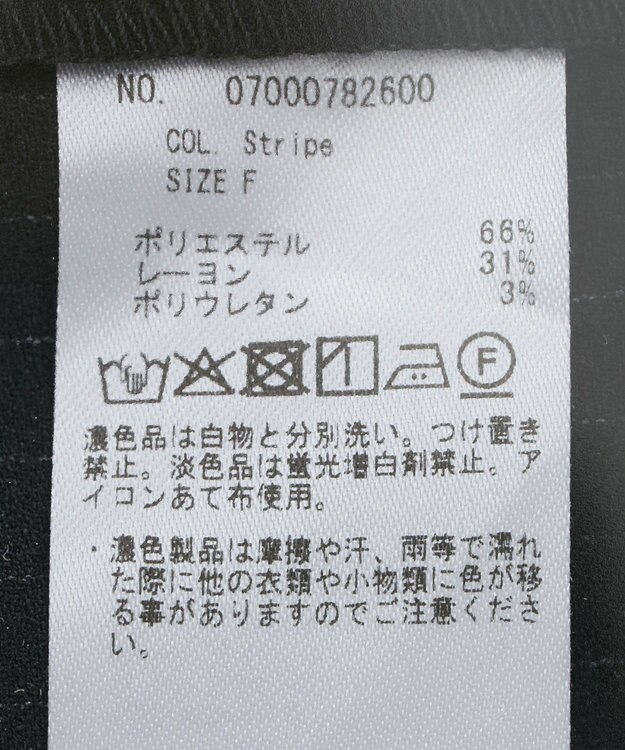 NO. 07000782600
COL. Stripe
SIZE F
ポリエステル 66%
レーヨン 31%
ポリウレタン 3%
F
濃色品は白物と分別洗い。つけ置き
禁止。淡色品は蛍光増白剤禁止。ア
イロンあて布使用。
・濃色製品は摩擦や汗、雨等で濡れ
た際に他の衣類や小物類に色が移
る事がありますのでご注意くださ
い。